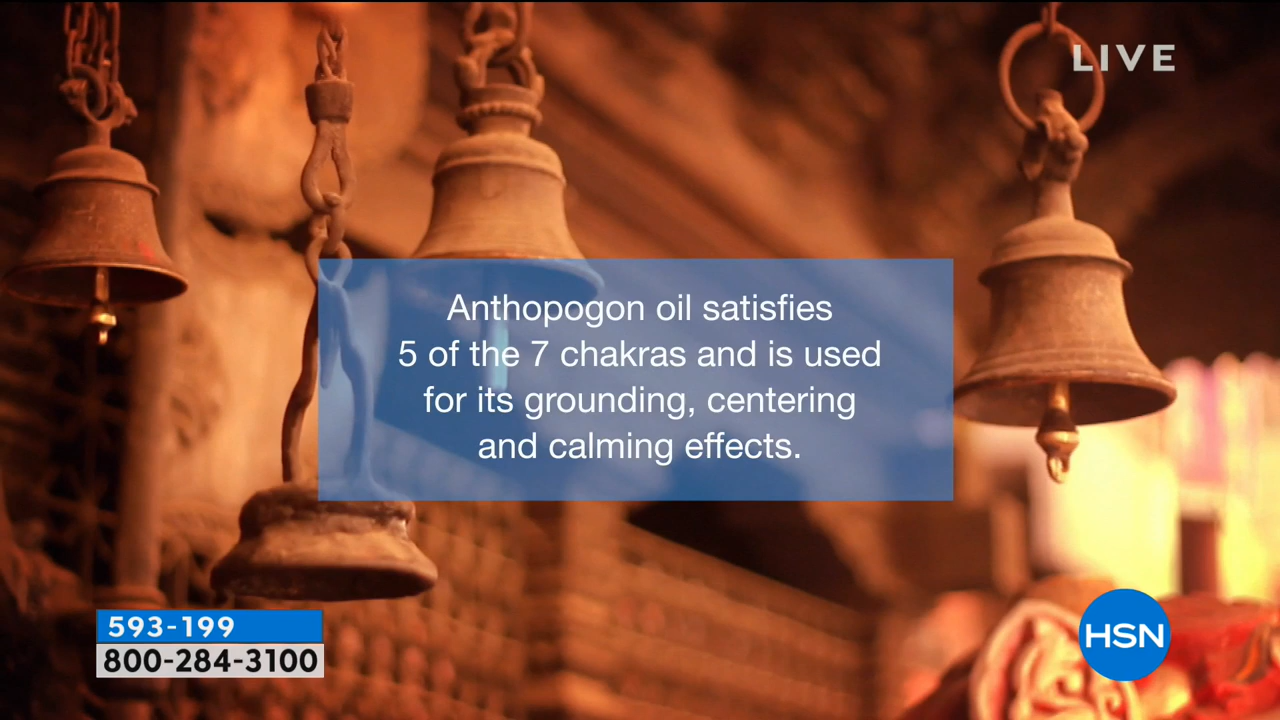 LIVE
Anthopogon oil satisfies
5 of the 7 chakras and is used
for its grounding, centering
and calming effects.
593-199
800-284-3100
HSN